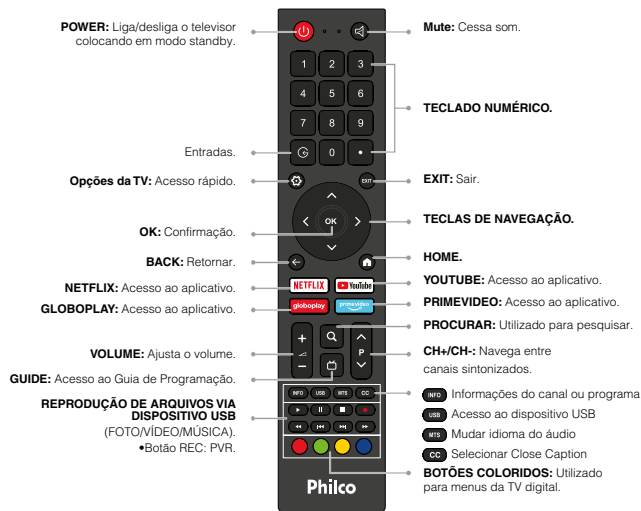 POWER: Liga/desliga o televisor
colocando em modo standby.
Mute: Cessa som.
1 2 3
4 5 6
7 8 9
0 •
TECLADO NUMÉRICO.
Entradas.
Opções da TV: Acesso rápido.
EXIT
EXIT: Sair.
OK
TECLAS DE NAVEGAÇÃO.
OK: Confirmação.
BACK: Retornar.
HOME.
NETFLIX: Acesso ao aplicativo.
NETFLIX
YouTube
YOUTUBE: Acesso ao aplicativo.
GLOBOPLAY: Acesso ao aplicativo.
globoplay
prime video
PRIMEVIDEO: Acesso ao aplicativo.
PROCURAR: Utilizado para pesquisar.
+
P
−
VOLUME: Ajusta o volume.
CH+/CH-: Navega entre
canais sintonizados.
GUIDE: Acesso ao Guia de Programação.
INFO USB MTS CC
REPRODUÇÃO DE ARQUIVOS VIA
DISPOSITIVO USB
(FOTO/VÍDEO/MÚSICA).
•Botão REC: PVR.
INFO Informações do canal ou programa
USB Acesso ao dispositivo USB
MTS Mudar idioma do áudio
CC Selecionar Close Caption
BOTÕES COLORIDOS: Utilizado
para menus da TV digital.
Philco